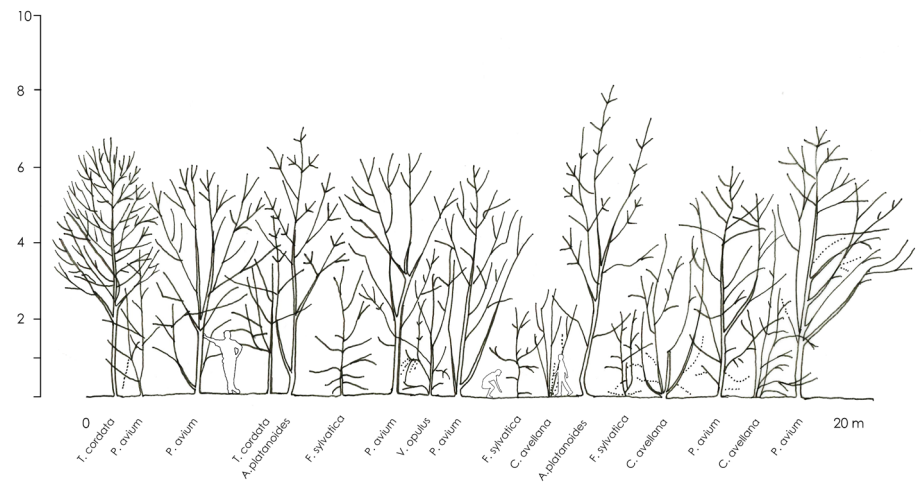 10
8
6
4
2
0
20 m
T. cordata
P. avium
P. avium
T. cordata
A.platanoides
F. sylvatica
P. avium
V. opulus
P. avium
F. sylvatica
C. avellana
A.platanoides
F. sylvatica
C. avellana
P. avium
C. avellana
P. avium